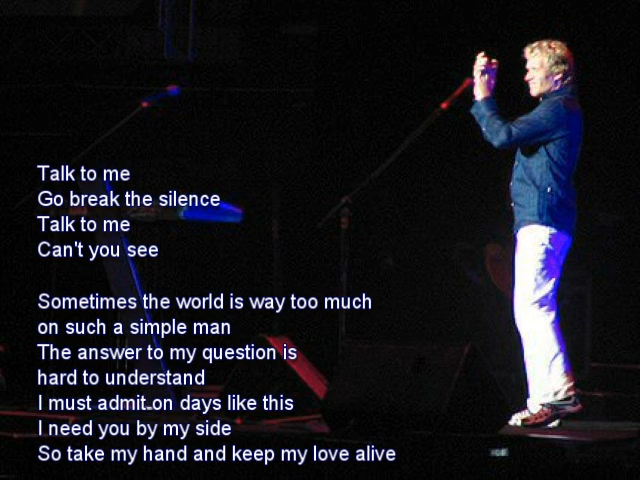 Talk to me
Go break the silence
Talk to me
Can't you see
Sometimes the world is way too much
on such a simple man
The answer to my question is
hard to understand
I must admit on days like this
I need you by my side
So take my hand and keep my love alive